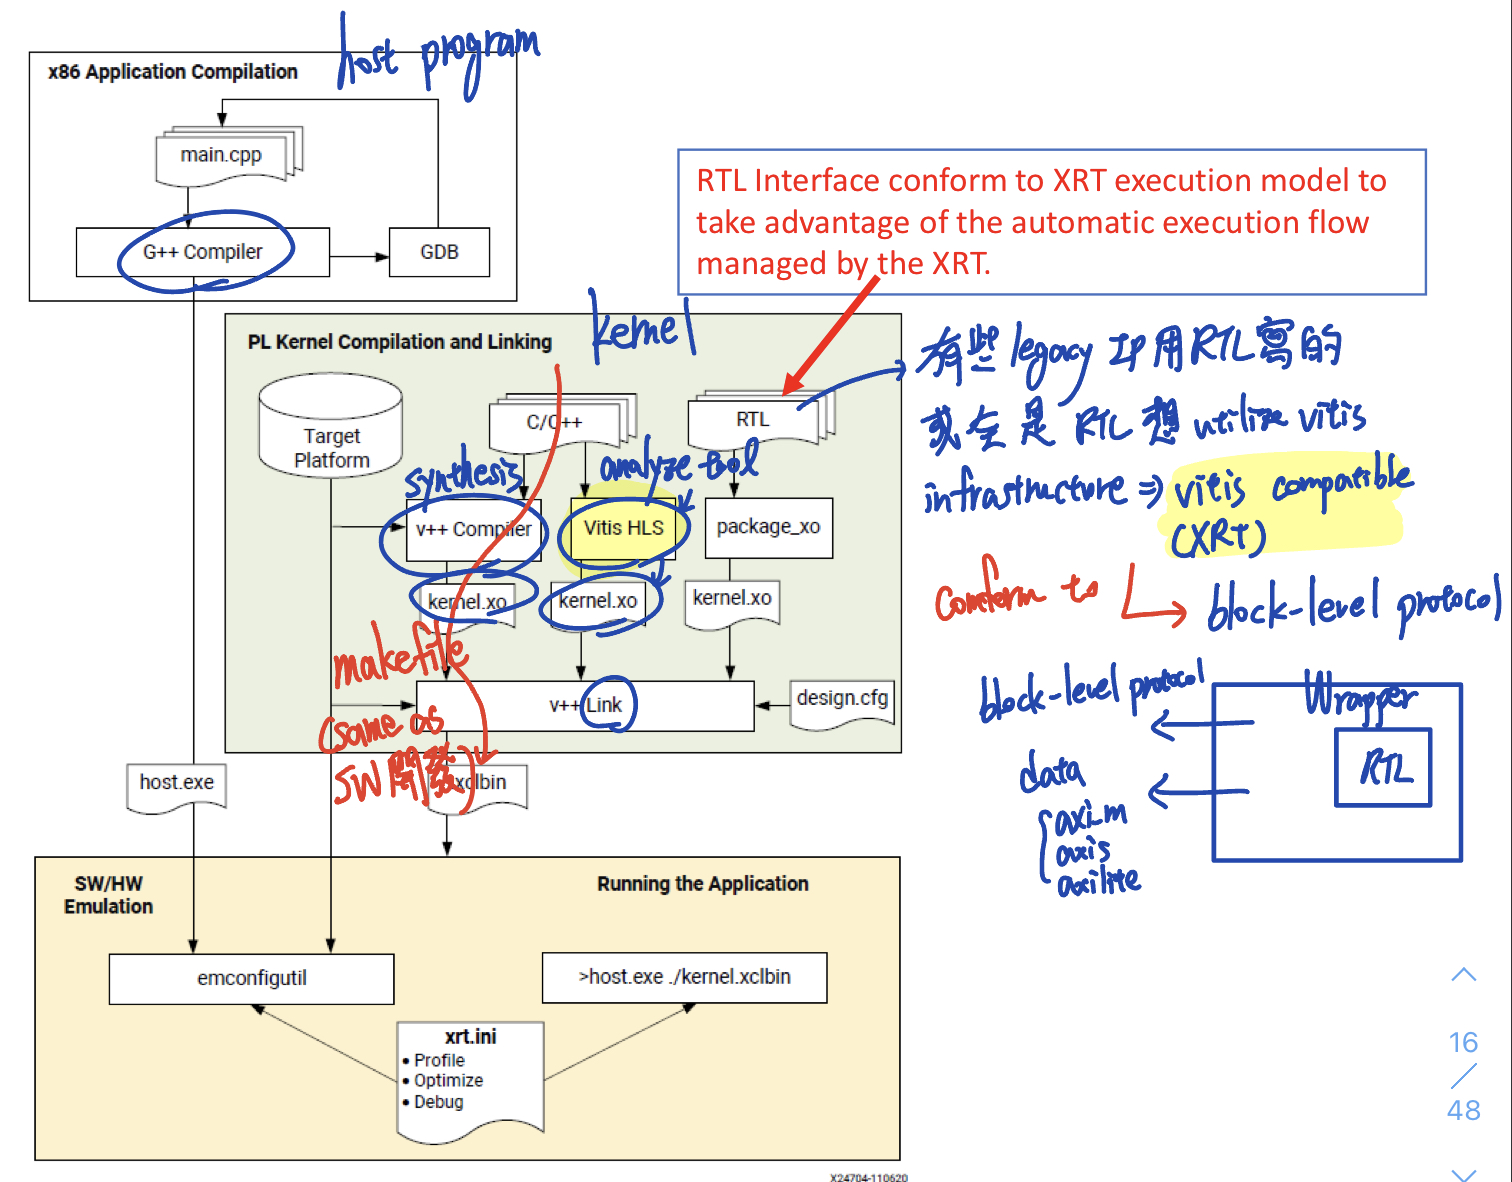 host program
x86 Application Compilation
main.cpp
G++ Compiler
GDB
RTL Interface conform to XRT execution model to
take advantage of the automatic execution flow
managed by the XRT.
kernel
PL Kernel Compilation and Linking
Target
Platform
C/C++
RTL
synthesis
analyze tool
v++ Compiler
Vitis HLS
package_xo
kernel.xo
kernel.xo
kernel.xo
makefile
(same as
SW 開發)
v++ Link
design.cfg
有些 legacy IP 用 RTL 寫的
或 是 RTL 想 utilize vitis
infrastructure ⇒ vitis compatible
(XRT)
comform to
block-level protocol
block-level protocol
Wrapper
RTL
data
axi.m
axis
axilite
host.exe
xclbin
SW/HW
Emulation
Running the Application
emconfigutil
>host.exe ./kernel.xclbin
xrt.ini
• Profile
• Optimize
• Debug
X24704-110620
16
/
48